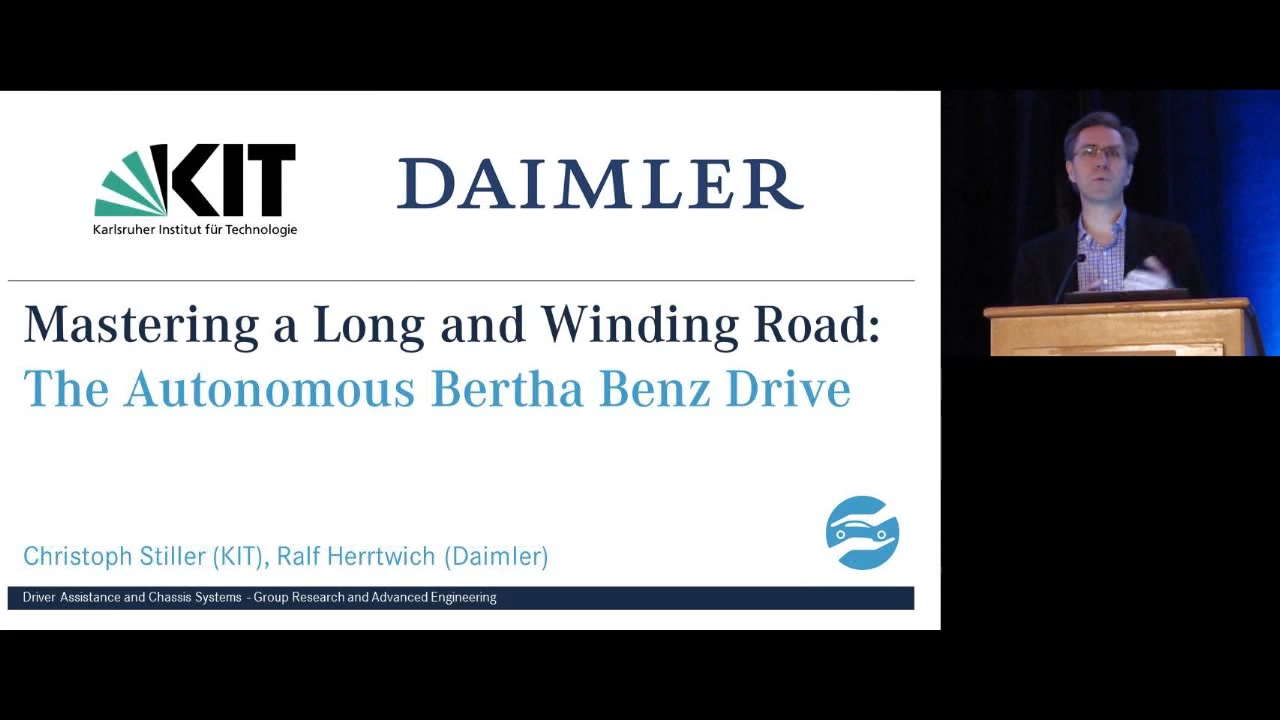 KIT
Karlsruher Institut für Technologie
DAIMLER
Mastering a Long and Winding Road:
The Autonomous Bertha Benz Drive
Christoph Stiller (KIT), Ralf Herrtwich (Daimler)
Driver Assistance and Chassis Systems - Group Research and Advanced Engineering